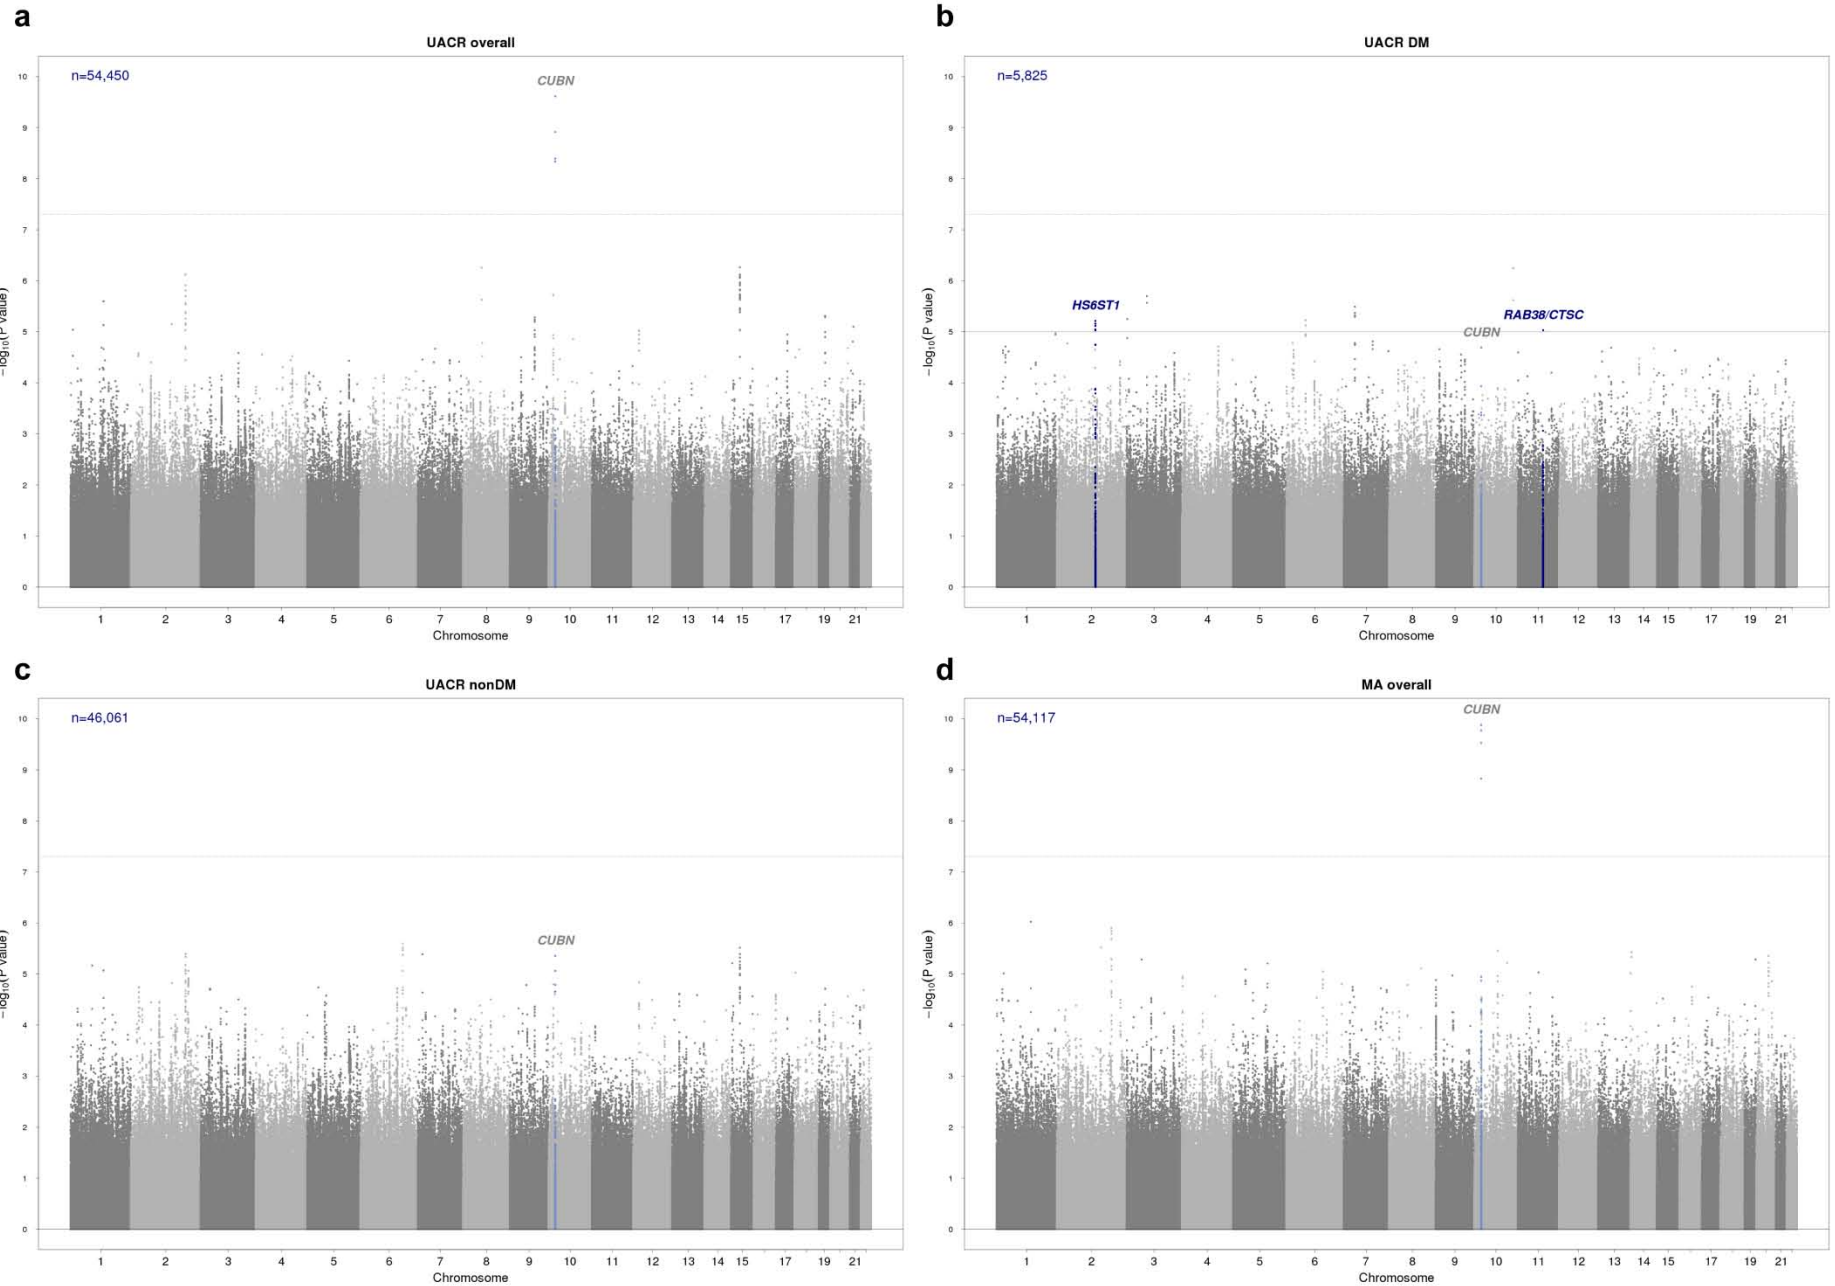 a
UACR overall
n=54,450
CUBN
10
9
8
7
6
5
4
3
2
1
0
−log10(P value)
1 2 3 4 5 6 7 8 9 10 11 12 13 14 15 17 19 21
Chromosome
b
UACR DM
n=5,825
HS6ST1
RAB38/CTSC
CUBN
10
9
8
7
6
5
4
3
2
1
0
−log10(P value)
1 2 3 4 5 6 7 8 9 10 11 12 13 14 15 17 19 21
Chromosome
c
UACR nonDM
n=46,061
CUBN
10
9
8
7
6
5
4
3
2
1
0
−log10(P value)
1 2 3 4 5 6 7 8 9 10 11 12 13 14 15 17 19 21
Chromosome
d
MA overall
n=54,117
CUBN
10
9
8
7
6
5
4
3
2
1
0
−log10(P value)
1 2 3 4 5 6 7 8 9 10 11 12 13 14 15 17 19 21
Chromosome